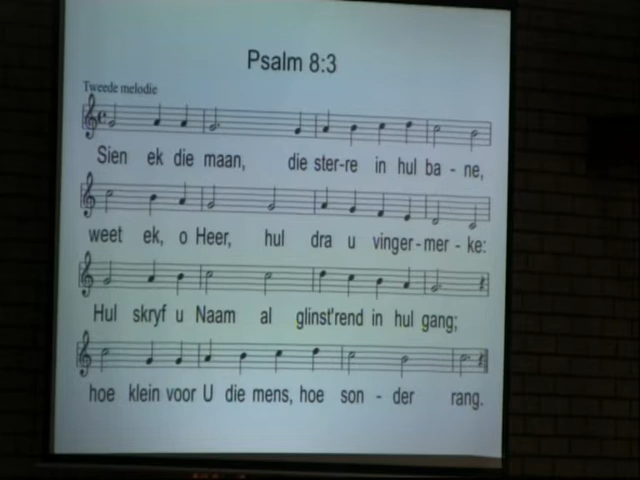 Psalm 8:3
Tweede melodie
Sien ek die maan, die ster-re in hul ba - ne,
weet ek, o Heer, hul dra u vinger-mer - ke:
Hul skryf u Naam al glinst'rend in hul gang;
hoe klein voor U die mens, hoe son - der rang.